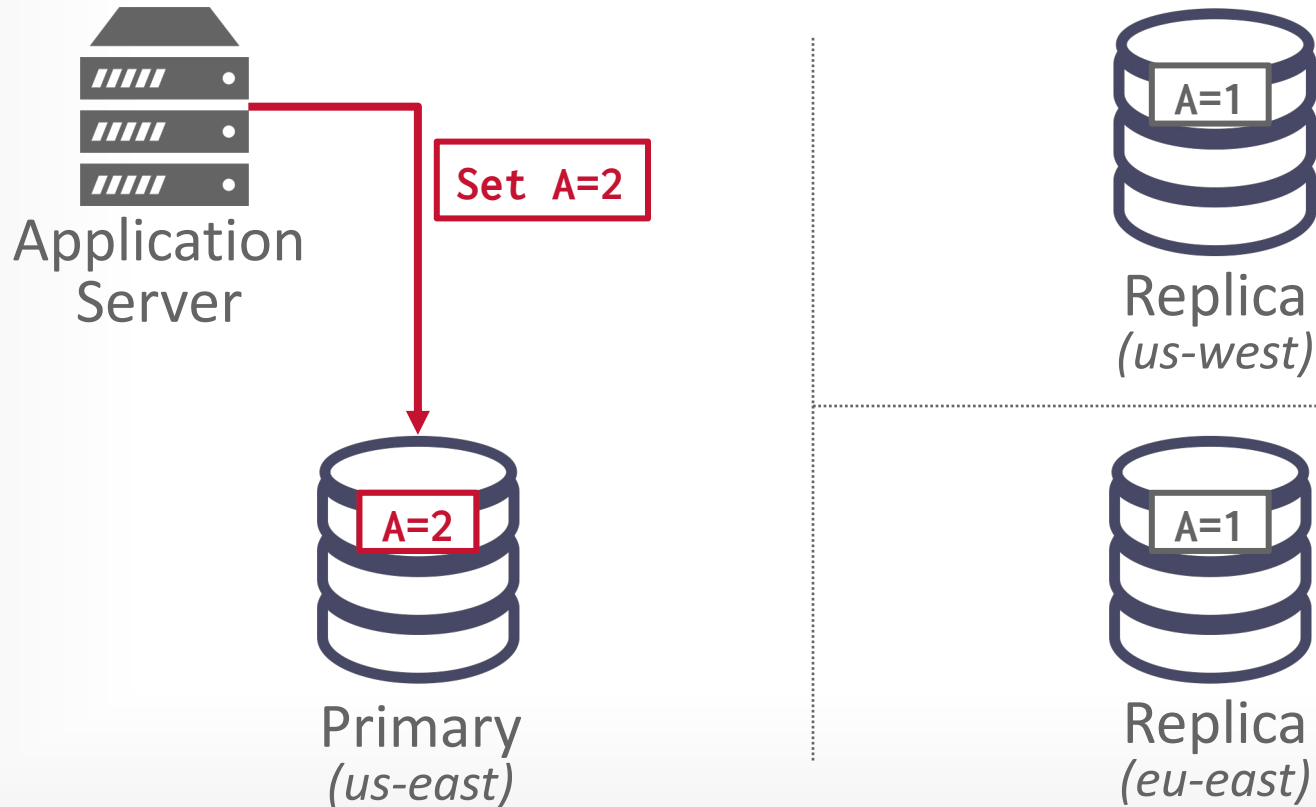 Set A=2
Application
Server
A=2
Primary
(us-east)
A=1
Replica
(us-west)
A=1
Replica
(eu-east)